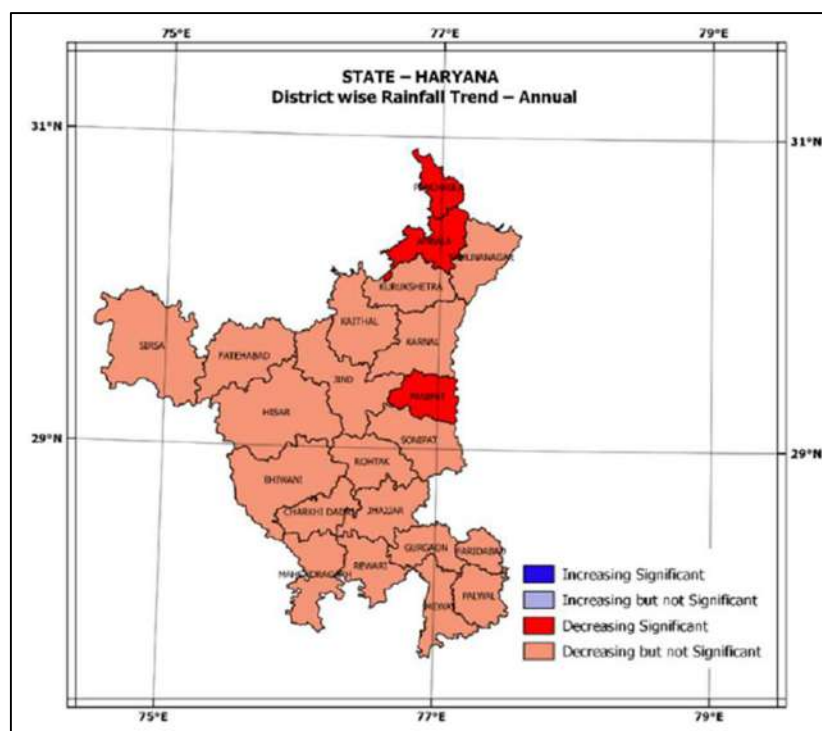 75°E 77°E 79°E
STATE – HARYANA
District wise Rainfall Trend – Annual
31°N 31°N
PANCHKULA
AMBALA
YAMUNANAGAR
KURUKSHETRA
KAITHAL
KARNAL
SIRSA
FATEHABAD
JIND
PANIPAT
HISAR
SONIPAT
29°N 29°N
ROHTAK
BHIWANI
CHARKHI DADRI
JHAJJAR
GURGAON
FARIDABAD
REWARI
MAHENDRAGARH
PALWAL
MEWAT
Increasing Significant
Increasing but not Significant
Decreasing Significant
Decreasing but not Significant
75°E 77°E 79°E